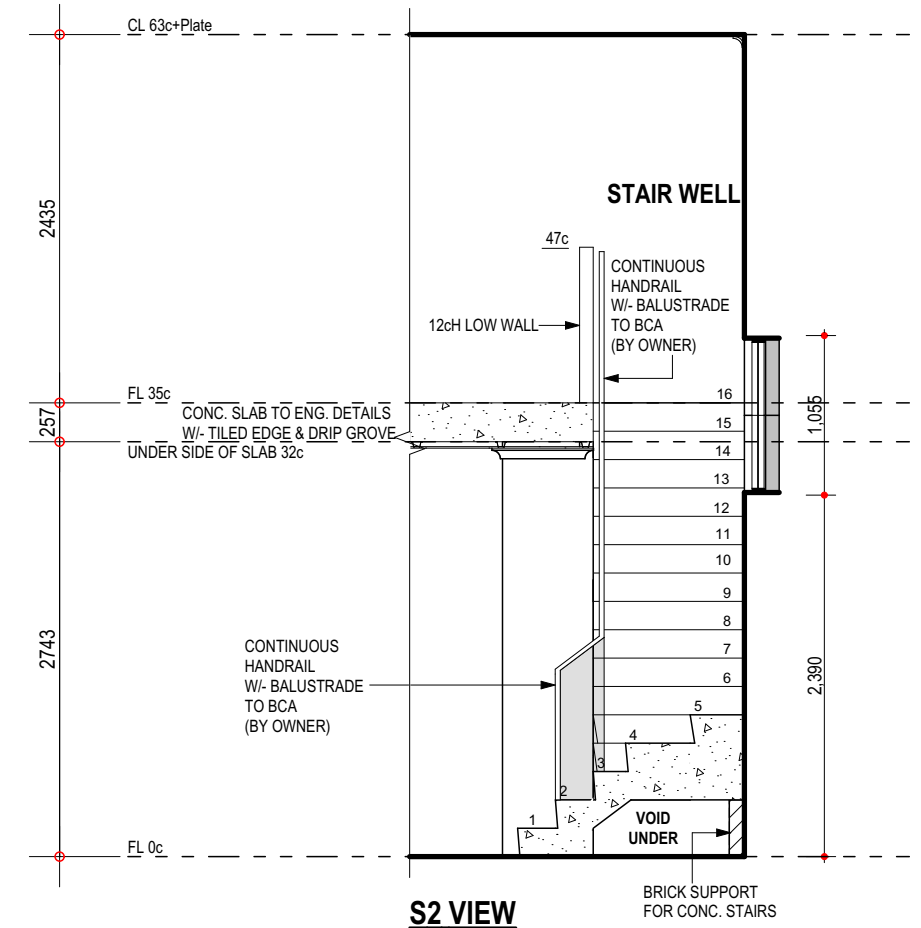 CL 63c+Plate
2435
STAIR WELL
47c
CONTINUOUS
HANDRAIL
W/- BALUSTRADE
TO BCA
(BY OWNER)
12cH LOW WALL
1,055
FL 35c
257
CONC. SLAB TO ENG. DETAILS
W/- TILED EDGE & DRIP GROVE
UNDER SIDE OF SLAB 32c
16
15
14
13
12
11
10
9
8
7
6
5
4
3
2
1
2743
CONTINUOUS
HANDRAIL
W/- BALUSTRADE
TO BCA
(BY OWNER)
2,390
VOID
UNDER
FL 0c
BRICK SUPPORT
FOR CONC. STAIRS
S2 VIEW